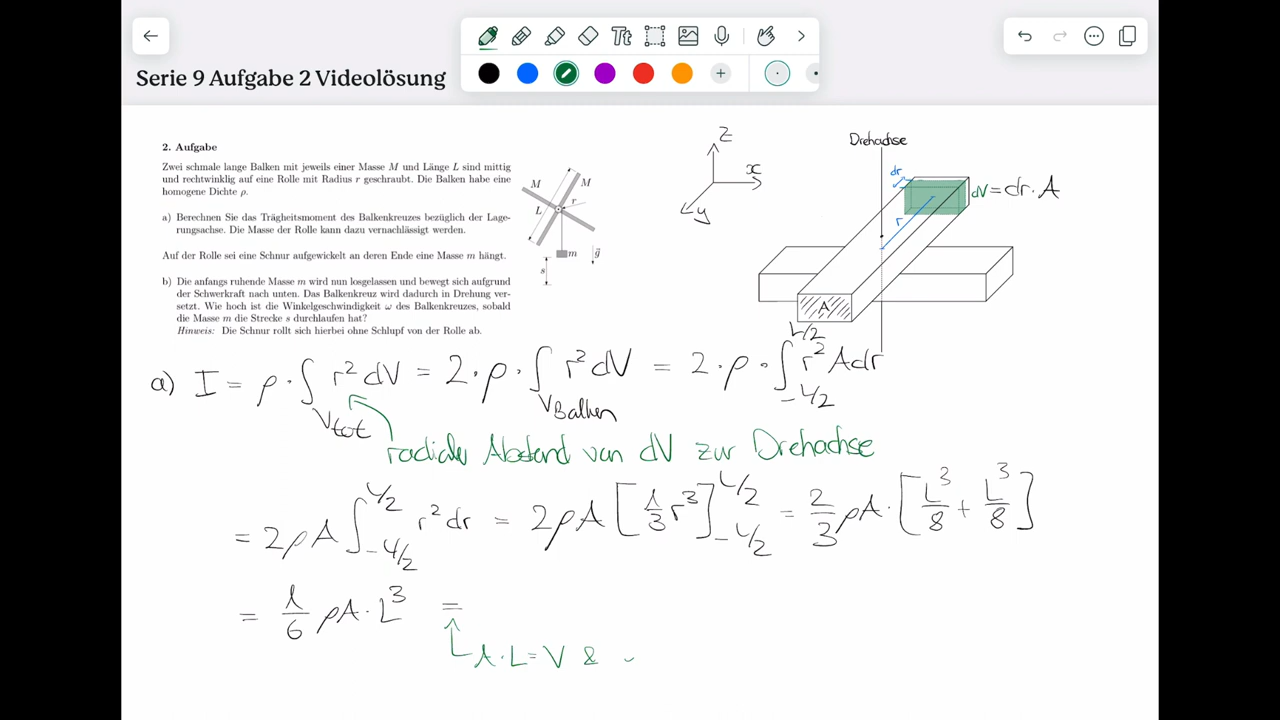 Serie 9 Aufgabe 2 Videolösung
Tt
2. Aufgabe
Zwei schmale lange Balken mit jeweils einer Masse M und Länge L sind mittig
und rechtwinklig auf eine Rolle mit Radius r geschraubt. Die Balken habe eine
homogene Dichte ρ.
a) Berechnen Sie das Trägheitsmoment des Balkenkreuzes bezüglich der Lage-
rungsachse. Die Masse der Rolle kann dazu vernachlässigt werden.
Auf der Rolle sei eine Schnur aufgewickelt an deren Ende eine Masse m hängt.
b) Die anfangs ruhende Masse m wird nun losgelassen und bewegt sich aufgrund
der Schwerkraft nach unten. Das Balkenkreuz wird dadurch in Drehung ver-
setzt. Wie hoch ist die Winkelgeschwindigkeit ω des Balkenkreuzes, sobald
die Masse m die Strecke s durchlaufen hat?
Hinweis: Die Schnur rollt sich hierbei ohne Schlupf von der Rolle ab.
M M
L r
m g⃗
s
z
x
y
Drehachse
dr
dV = dr · A
r
A
a) I = ρ · ∫_{Vtot} r² dV = 2 · ρ · ∫_{VBalken} r² dV = 2 · ρ · ∫_{-L/2}^{L/2} r² A dr
radialer Abstand von dV zur Drehachse
= 2ρA ∫_{-L/2}^{L/2} r² dr = 2ρA [1/3 r³]_{-L/2}^{L/2} = 2/3 ρA · [L³/8 + L³/8]
= 1/6 ρA · L³ =
A · L = V &